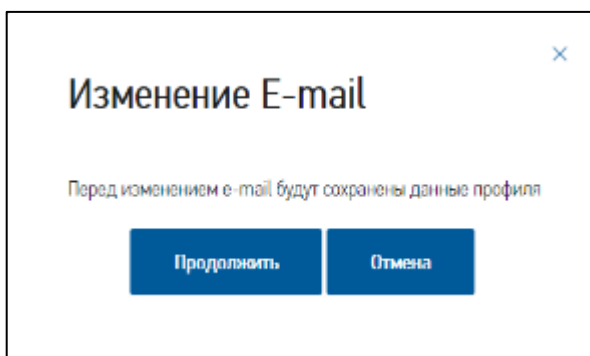 Изменение E-mail
Перед изменением e-mail будут сохранены данные профиля
Продолжить Отмена